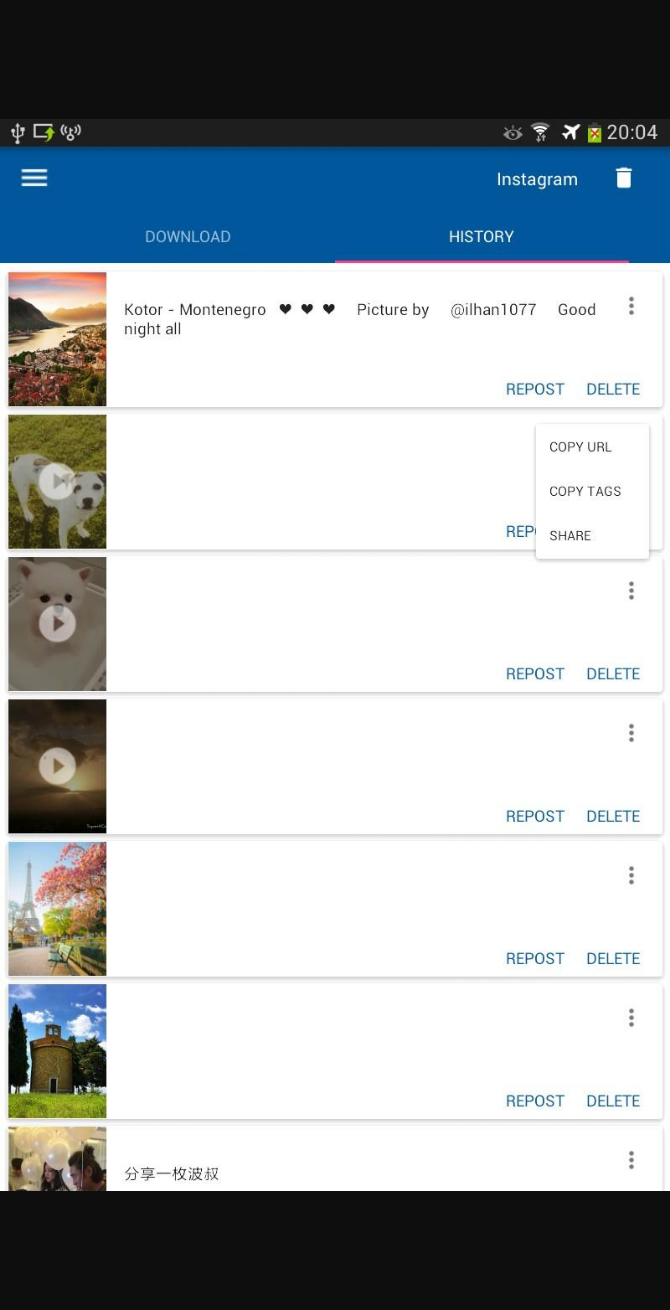 20:04
Instagram
DOWNLOAD HISTORY
Kotor - Montenegro ♥ ♥ ♥ Picture by @ilhan1077 Good
night all
REPOST DELETE
COPY URL
COPY TAGS
SHARE
REPOST DELETE
REPOST DELETE
REPOST DELETE
REPOST DELETE
分享一枚波叔